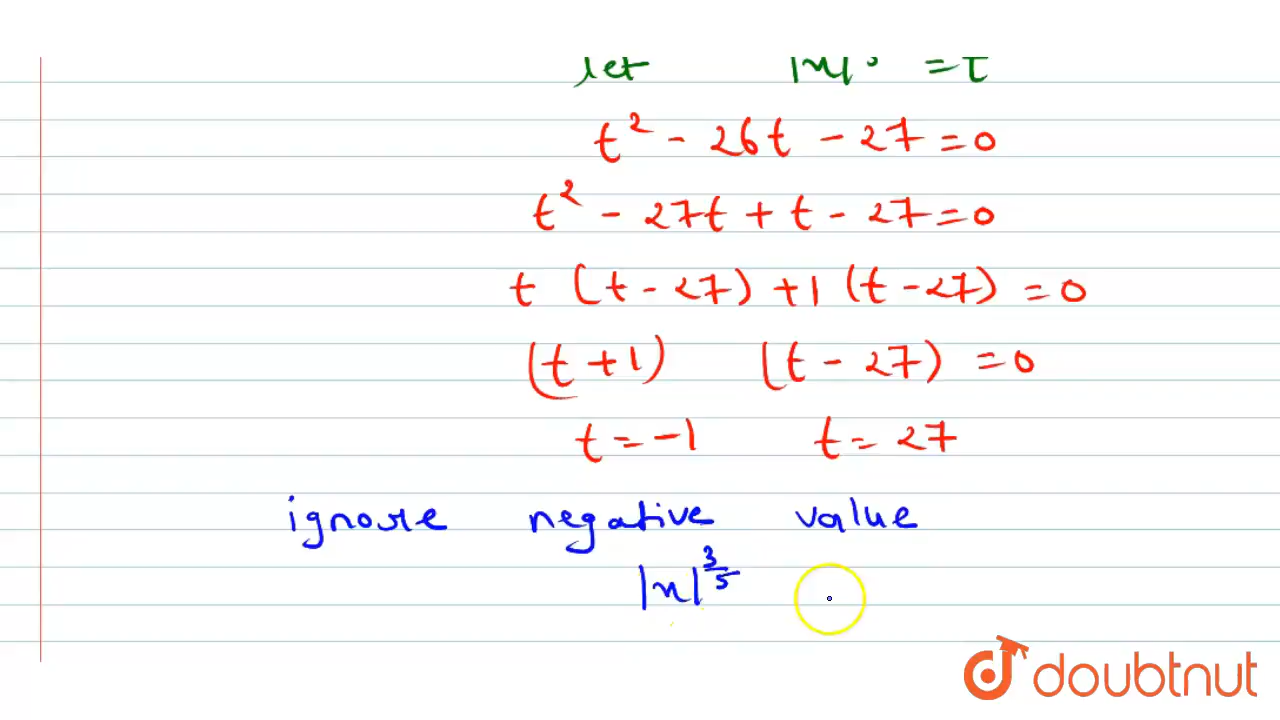 let = t
t² - 26t - 27 = 0
t² - 27t + t - 27 = 0
t (t - 27) + 1 (t - 27) = 0
(t + 1) (t - 27) = 0
t = -1 t = 27
ignore negative value
|x|^{3/5}
doubtnut